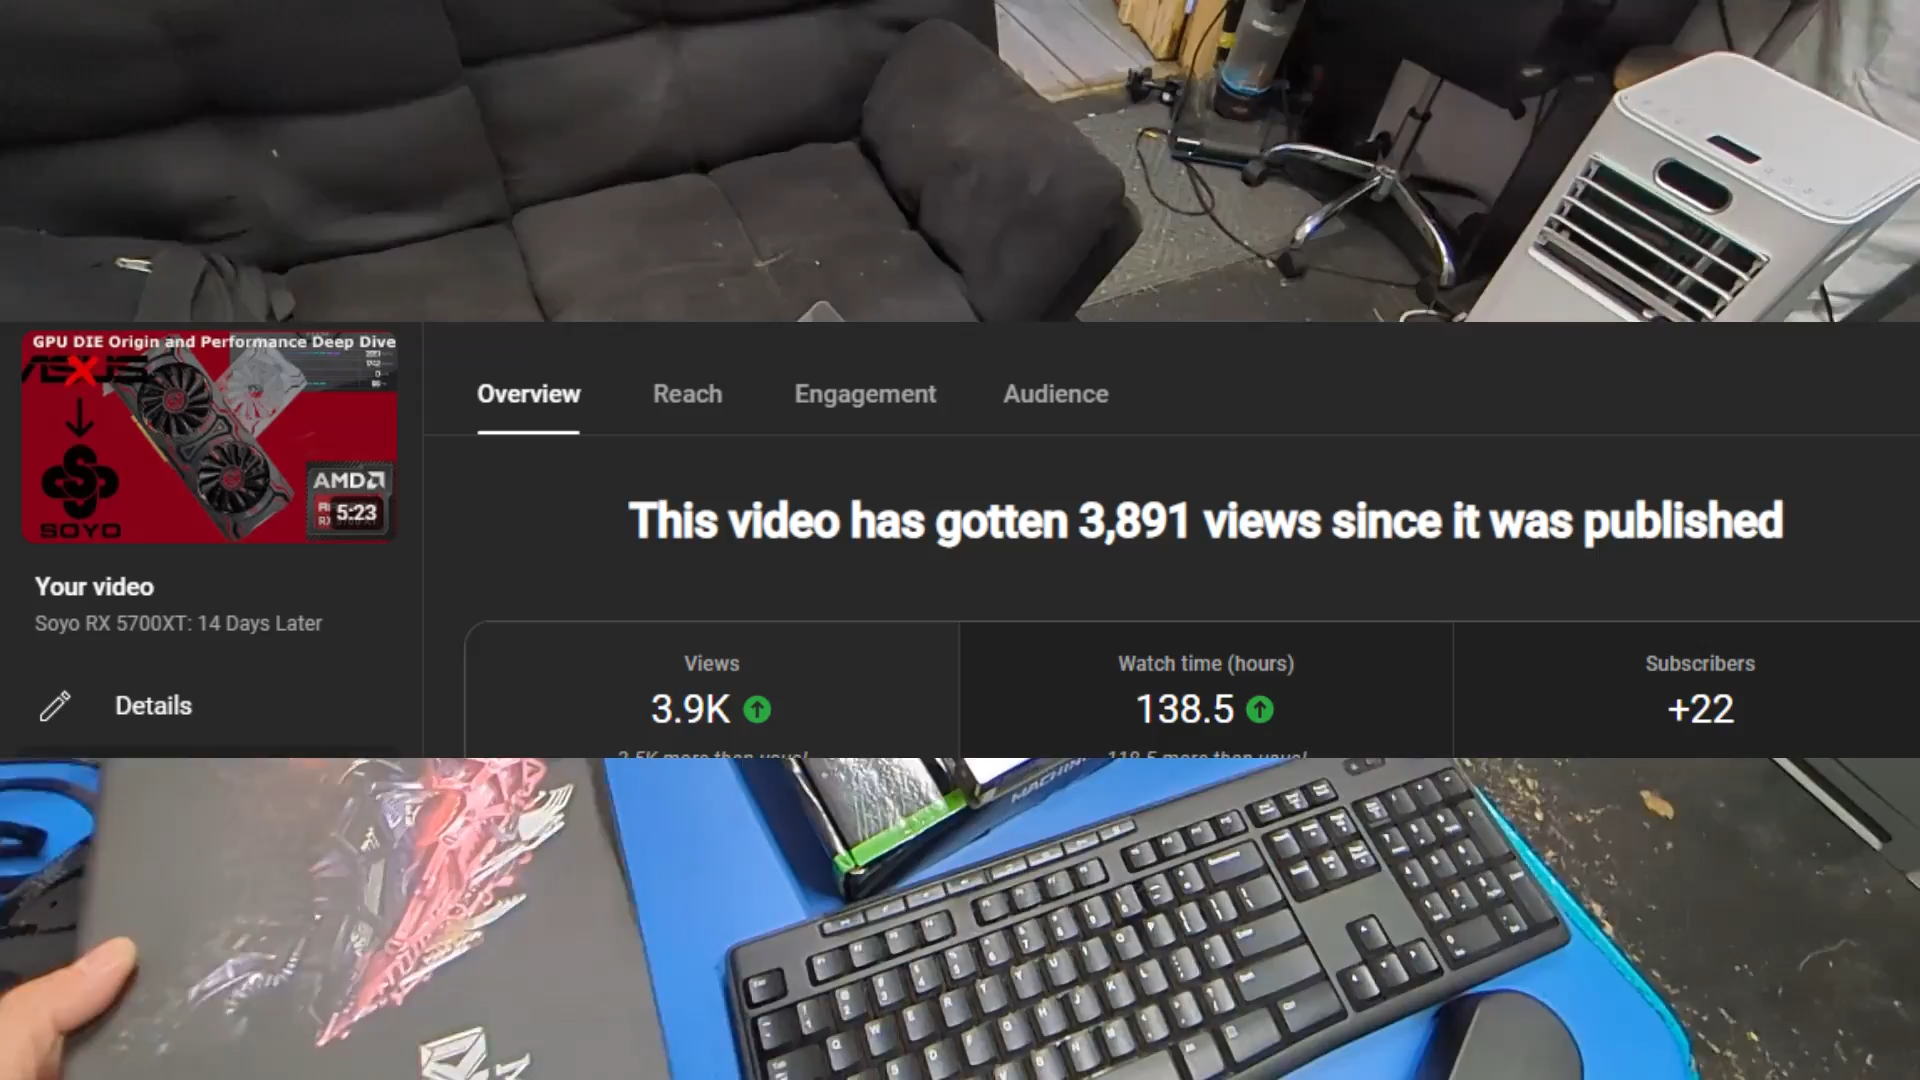 GPU DIE Origin and Performance Deep Dive
ASUS
SOYO
AMD
5:23
Your video
Soyo RX 5700XT: 14 Days Later
Details
Overview
Reach
Engagement
Audience
This video has gotten 3,891 views since it was published
Views
3.9K
Watch time (hours)
138.5
Subscribers
+22